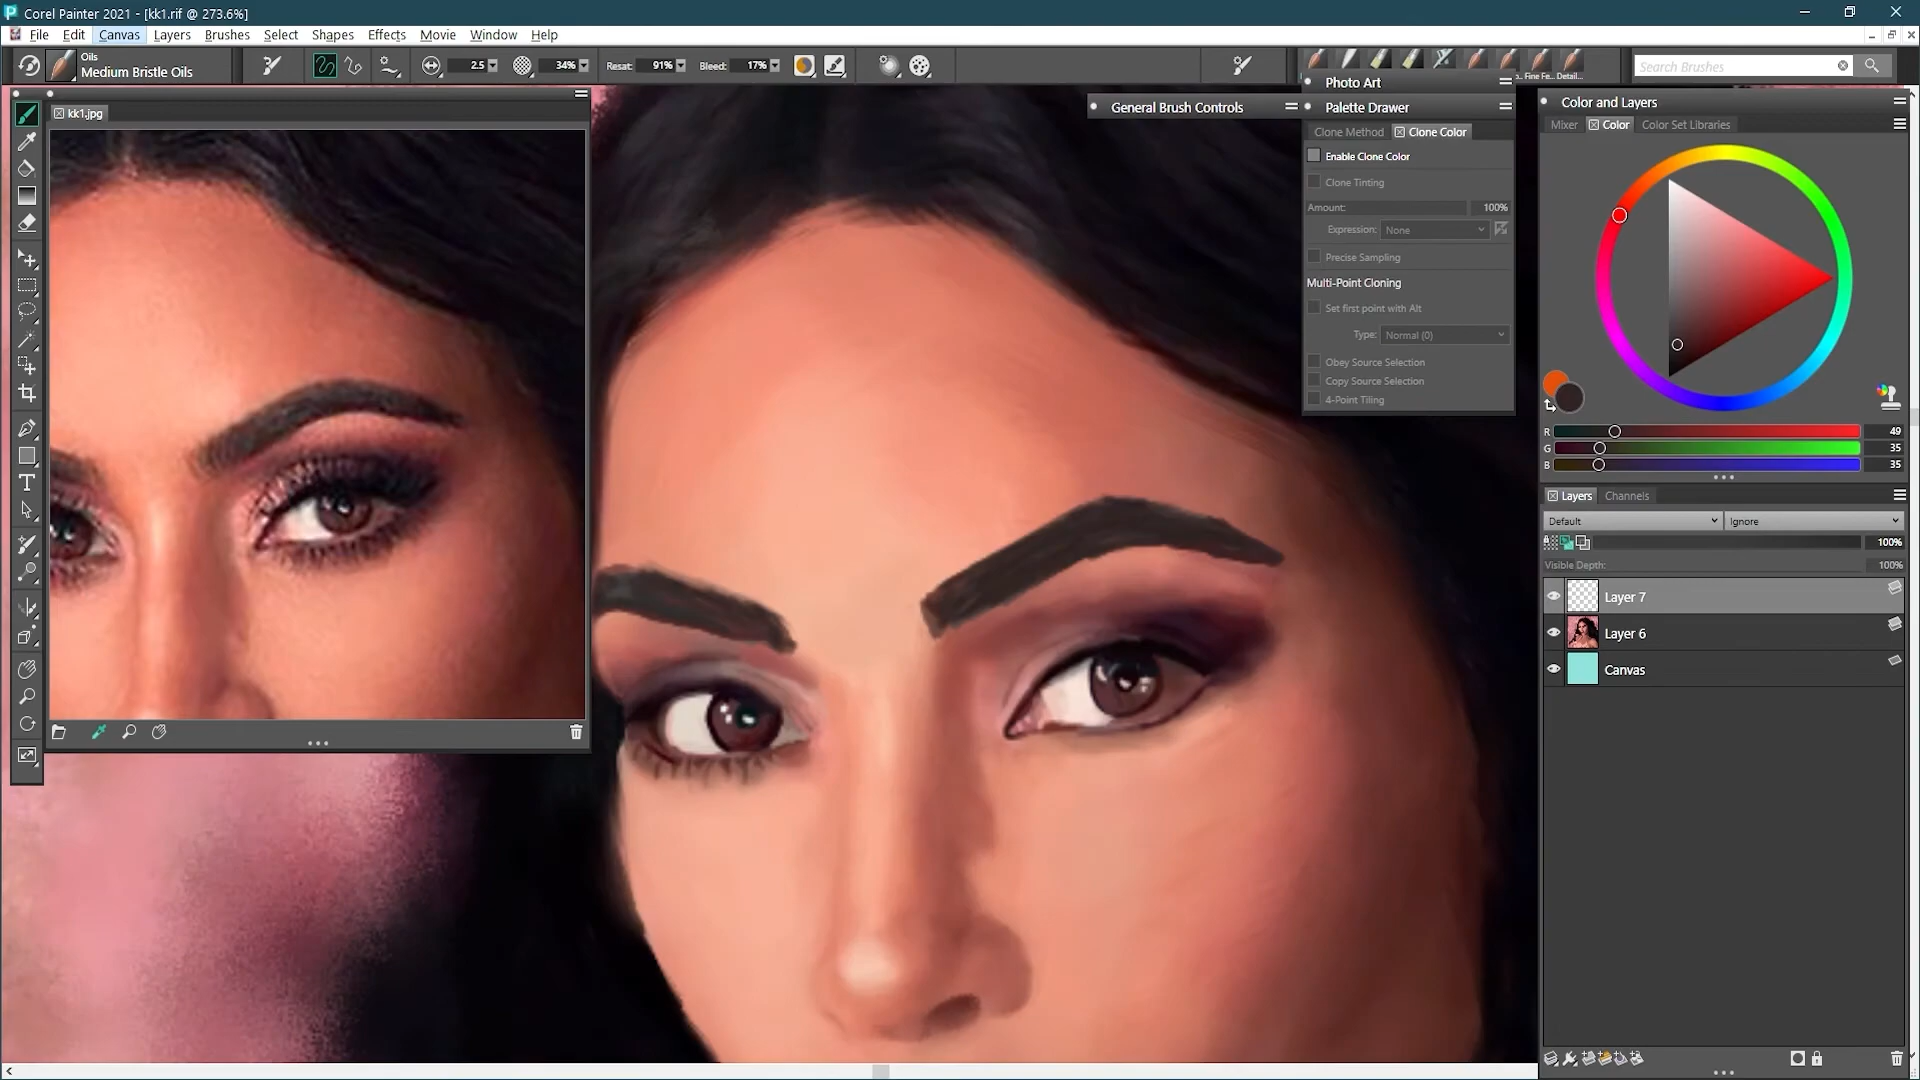 Corel Painter 2021 - [kk1.rif @ 273.6%]
File Edit Canvas Layers Brushes Select Shapes Effects Movie Window Help
Oils
Medium Bristle Oils
2.5 34% Resat: 91% Bleed: 17%
Fine Fe... Detail...
Search Brushes
Photo Art
General Brush Controls
Palette Drawer
Clone Method Clone Color
Enable Clone Color
Clone Tinting
Amount: 100%
Expression: None
Precise Sampling
Multi-Point Cloning
Set first point with Alt
Type: Normal (0)
Obey Source Selection
Copy Source Selection
4-Point Tiling
kk1.jpg
T
Color and Layers
Mixer Color Color Set Libraries
R 49
G 35
B 35
Layers Channels
Default Ignore
100%
Visible Depth: 100%
Layer 7
Layer 6
Canvas